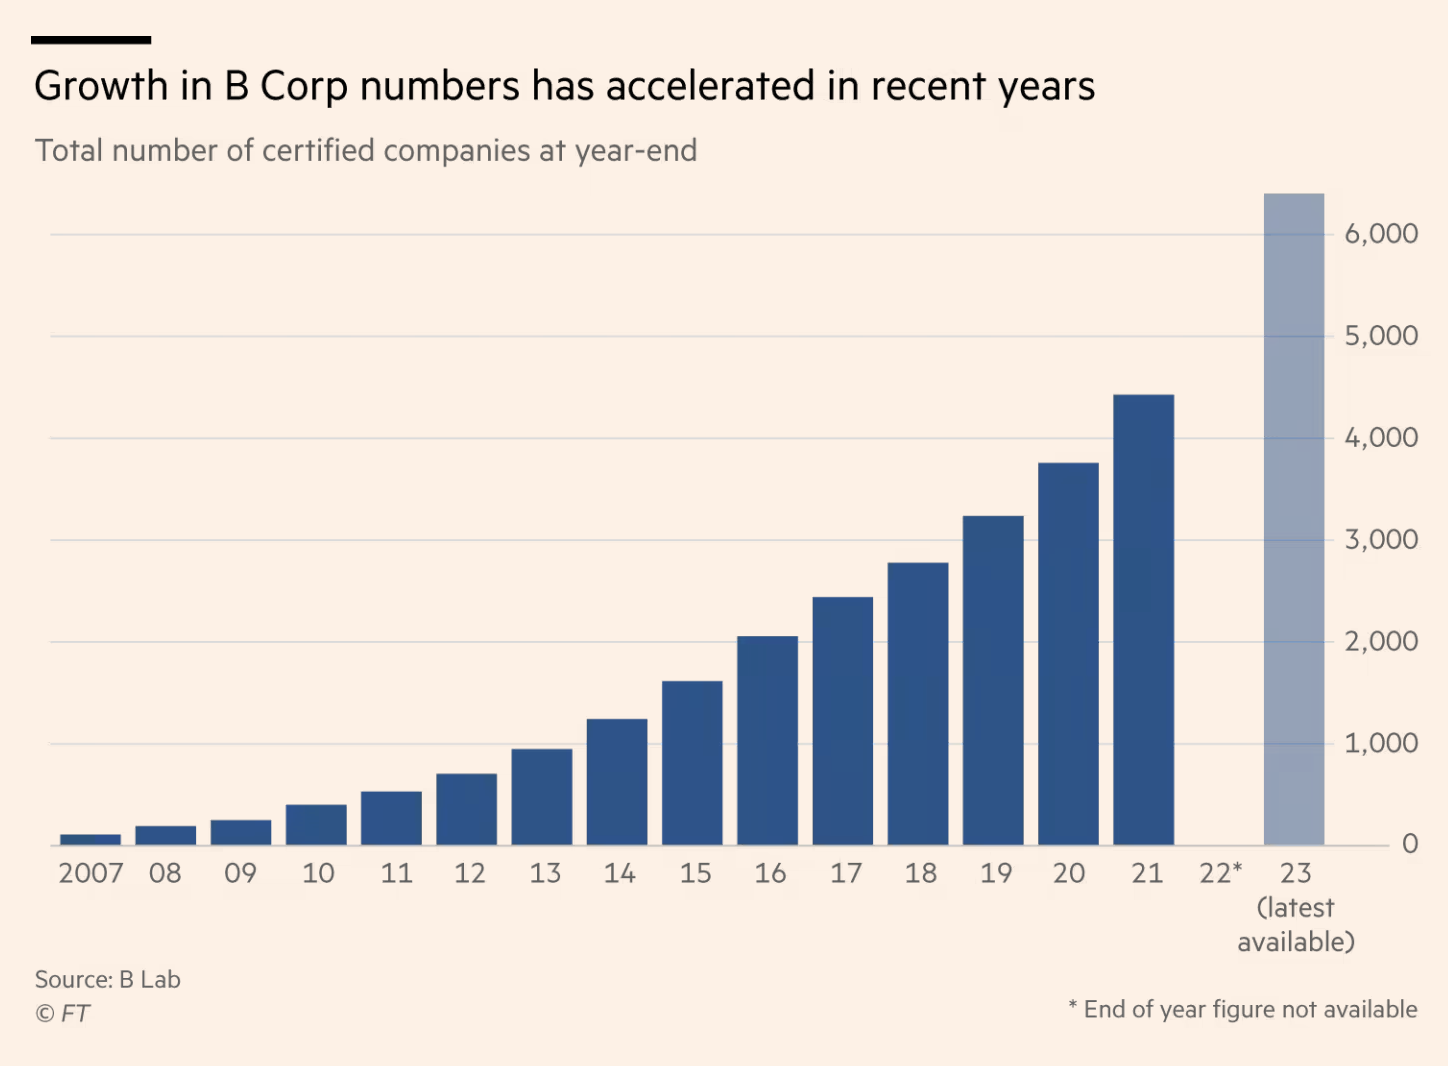 Growth in B Corp numbers has accelerated in recent years
Total number of certified companies at year-end
6,000
5,000
4,000
3,000
2,000
1,000
0
2007 08 09 10 11 12 13 14 15 16 17 18 19 20 21 22* 23
(latest
available)
Source: B Lab
© FT
* End of year figure not available